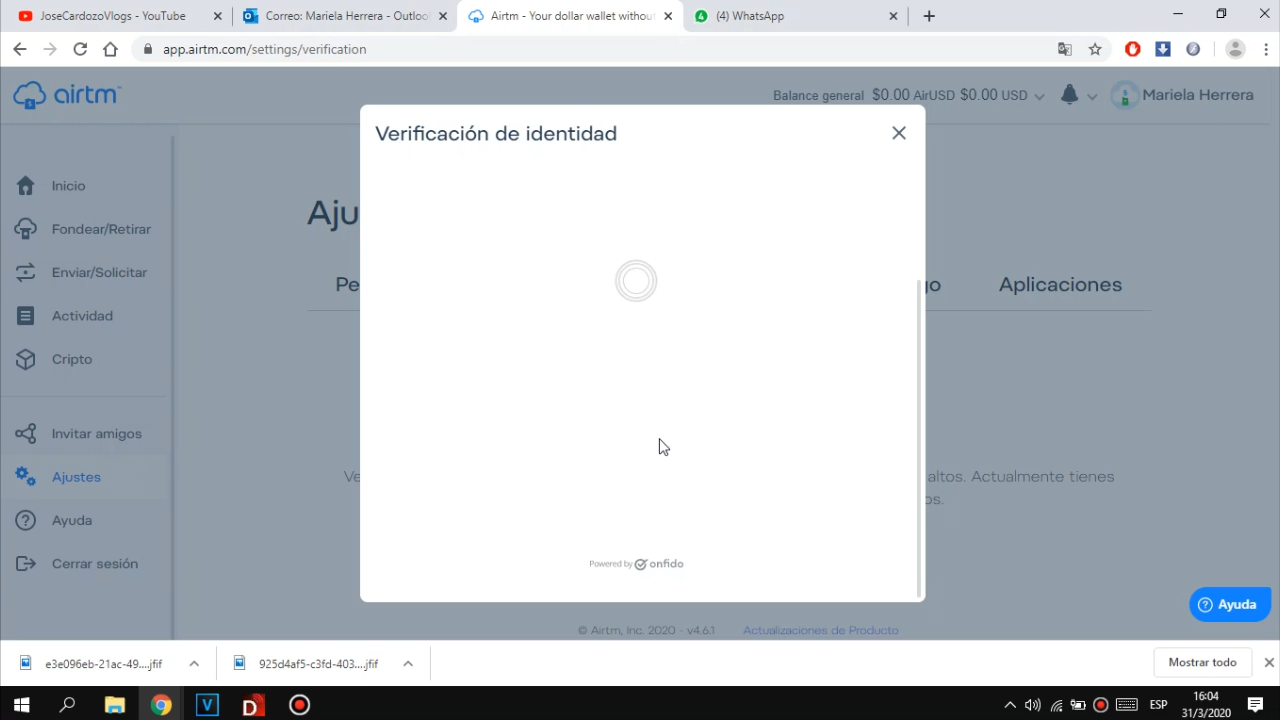 JoseCardozoVlogs - YouTube
Correo: Mariela Herrera - Outloo
Airtm - Your dollar wallet withou
(4) WhatsApp
app.airtm.com/settings/verification
airtm
Balance general $0.00 AirUSD $0.00 USD
Mariela Herrera
Verificación de identidad
Inicio
Fondear/Retirar
Enviar/Solicitar
Actividad
Cripto
Invitar amigos
Ajustes
Ayuda
Cerrar sesión
Aju
Pe
go
Aplicaciones
Ve
altos. Actualmente tienes
os.
Powered by onfido
Ayuda
© Airtm, Inc. 2020 - v4.6.1
Actualizaciones de Producto
e3e096eb-21ac-49....jfif
925d4af5-c3fd-403....jfif
Mostrar todo
ESP
16:04
31/3/2020